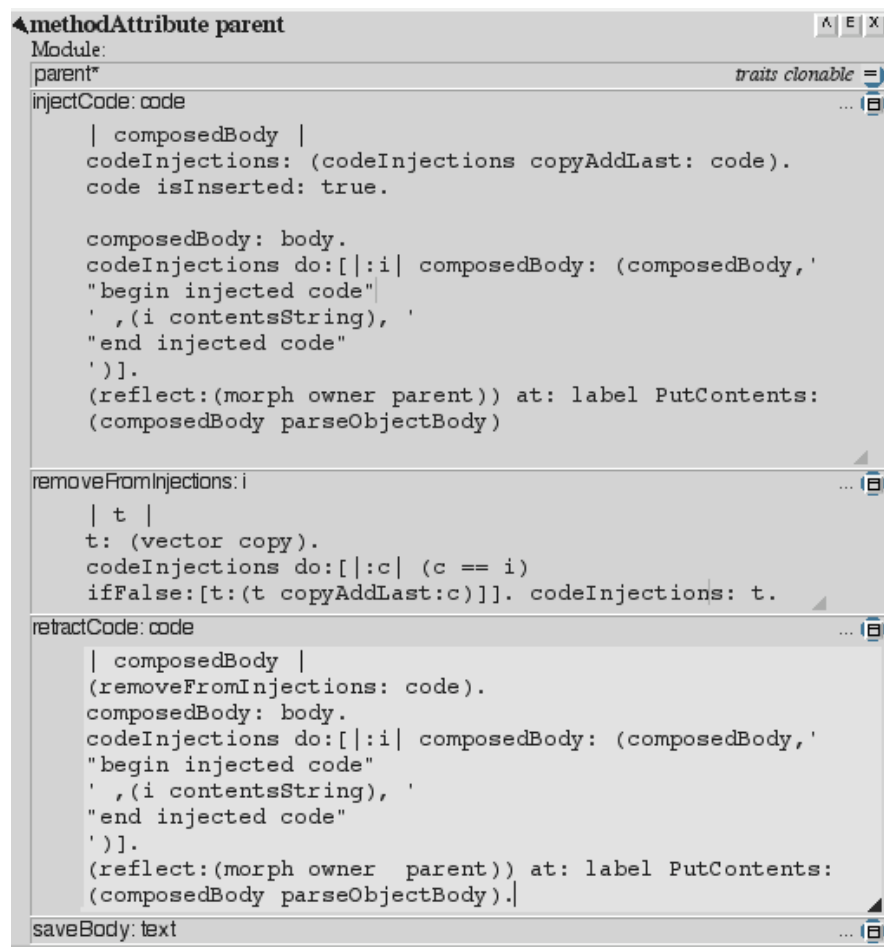 methodAttribute parent
Λ E X
Module:
parent* traits clonable =
injectCode: code ...
| composedBody |
codeInjections: (codeInjections copyAddLast: code).
code isInserted: true.
composedBody: body.
codeInjections do:[|:i| composedBody: (composedBody,'
"begin injected code"
' ,(i contentsString), '
"end injected code"
')].
(reflect:(morph owner parent)) at: label PutContents:
(composedBody parseObjectBody)
removeFromInjections: i ...
| t |
t: (vector copy).
codeInjections do:[|:c| (c == i)
ifFalse:[t:(t copyAddLast:c)]]. codeInjections: t.
retractCode: code ...
| composedBody |
(removeFromInjections: code).
composedBody: body.
codeInjections do:[|:i| composedBody: (composedBody,'
"begin injected code"
' ,(i contentsString), '
"end injected code"
')].
(reflect:(morph owner  parent)) at: label PutContents:
(composedBody parseObjectBody).
saveBody: text ...